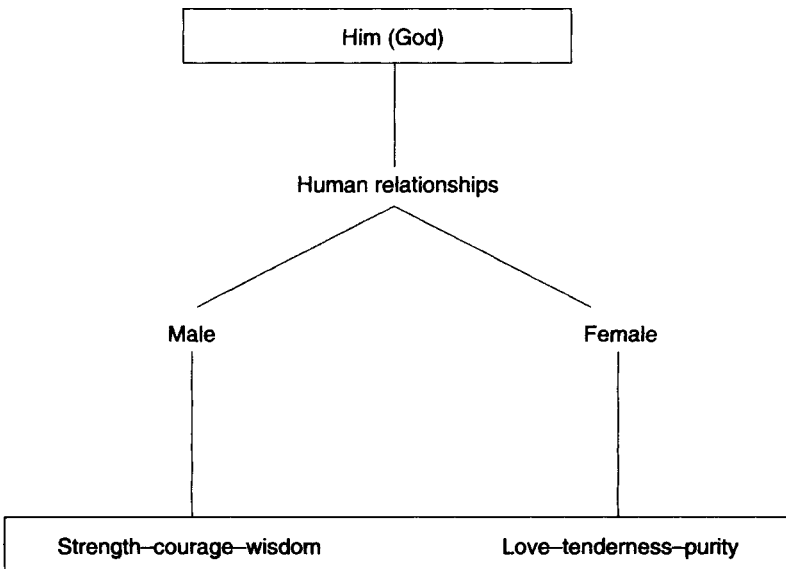 Him (God)
Human relationships
Male Female
Strength–courage–wisdom Love–tenderness–purity